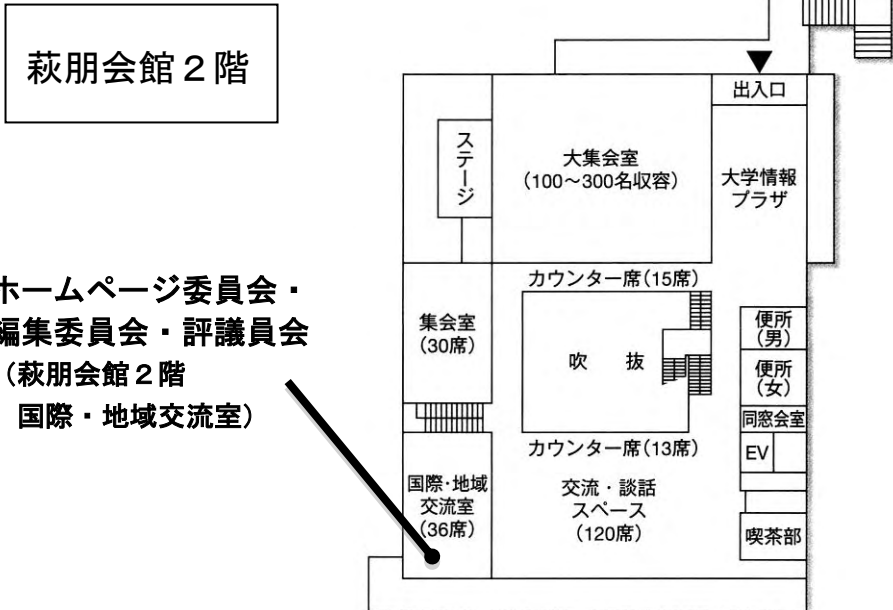 萩朋会館２階
出入口
ステージ
大集会室
（100～300名収容）
大学情報
プラザ
ホームページ委員会・
編集委員会・評議員会
（萩朋会館２階
国際・地域交流室）
カウンター席（15席）
集会室
（30席）
吹　抜
便所
（男）
便所
（女）
同窓会室
カウンター席（13席）
EV
国際・地域
交流室
（36席）
交流・談話
スペース
（120席）
喫茶部